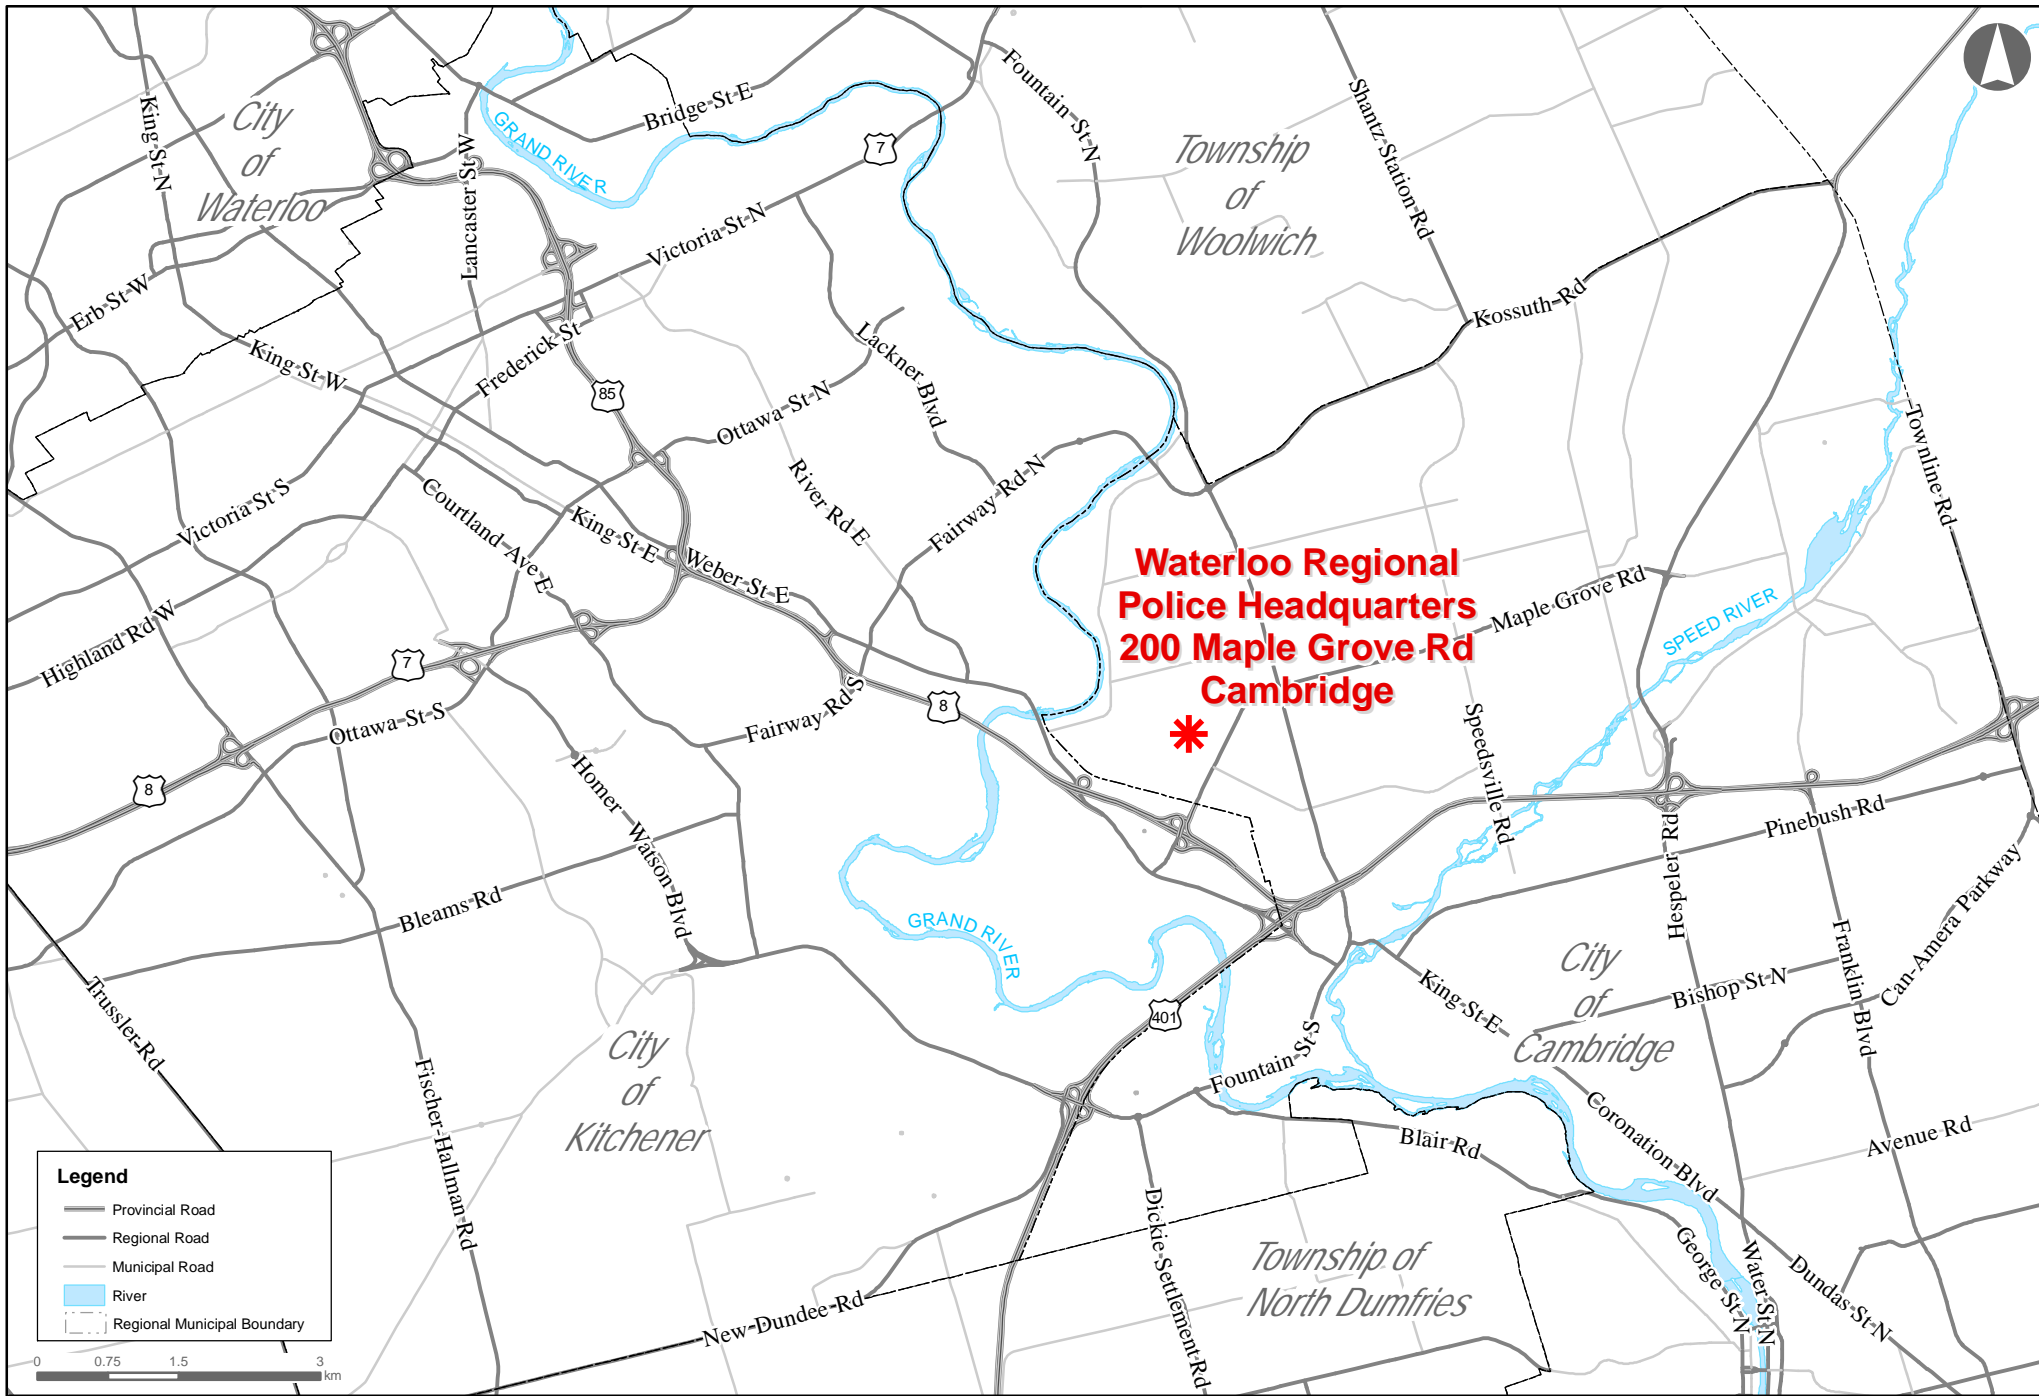 City
of
Waterloo
King St N
Lancaster St W
GRAND RIVER
Bridge St E
7
Fountain St N
Township
of
Woolwich
Shantz Station Rd
Victoria St N
Erb St W
King St W
Frederick St
85
Lackner Blvd
Ottawa St N
Kossuth Rd
Townline Rd
Victoria St S
Courtland Ave E
King St E
Weber St E
River Rd E
Fairway Rd N
Waterloo Regional
Police Headquarters
200 Maple Grove Rd
Cambridge
Maple Grove Rd
SPEED RIVER
Highland Rd W
7
Ottawa St S
8
Fairway Rd S
8
Speedsville Rd
Homer Watson Blvd
Bleams Rd
GRAND RIVER
Pinebush Rd
Hespeler Rd
Can-Amera Parkway
Franklin Blvd
City
of
Cambridge
King St E
Bishop St N
Trussler Rd
401
Fountain St S
City
of
Kitchener
Fischer-Hallman Rd
Blair Rd
Coronation Blvd
Avenue Rd
Dickie Settlement Rd
Township of
North Dumfries
George St N
Water St N
Dundas St N
New Dundee Rd
Legend
Provincial Road
Regional Road
Municipal Road
River
Regional Municipal Boundary
0 0.75 1.5 3
km